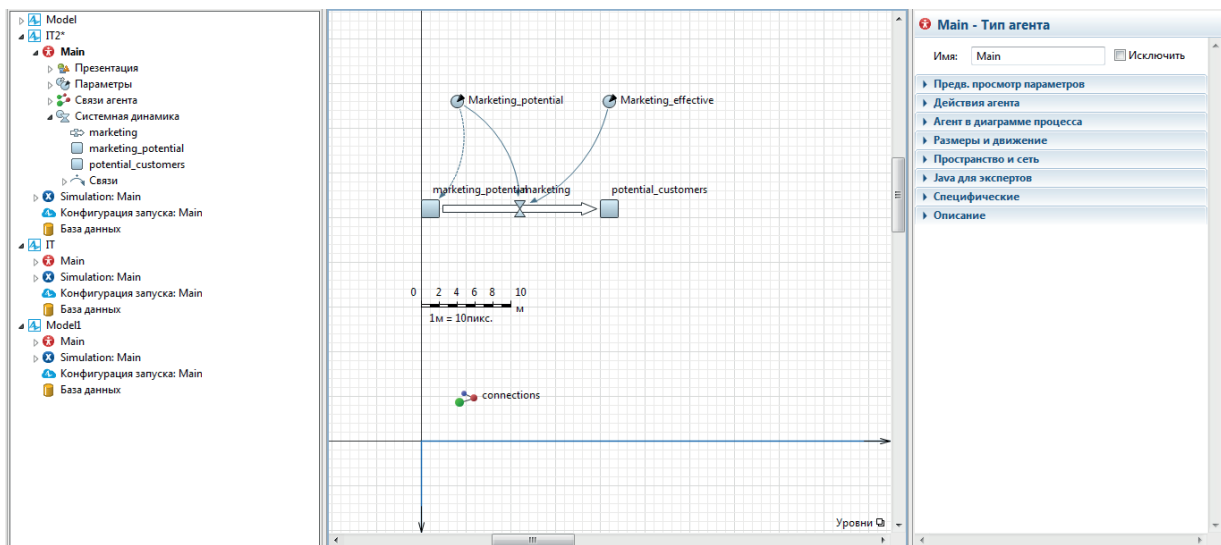 Model
IT2*
Main
Презентация
Параметры
Связи агента
Системная динамика
marketing
marketing_potential
potential_customers
Связи
Simulation: Main
Конфигурация запуска: Main
База данных
IT
Main
Simulation: Main
Конфигурация запуска: Main
База данных
Model1
Main
Simulation: Main
Конфигурация запуска: Main
База данных
Marketing_potential Marketing_effective
marketing_potential marketing potential_customers
0 2 4 6 8 10
м
1м = 10пикс.
connections
Уровни
Main - Тип агента
Имя: Main Исключить
Предв. просмотр параметров
Действия агента
Агент в диаграмме процесса
Размеры и движение
Пространство и сеть
Java для экспертов
Специфические
Описание